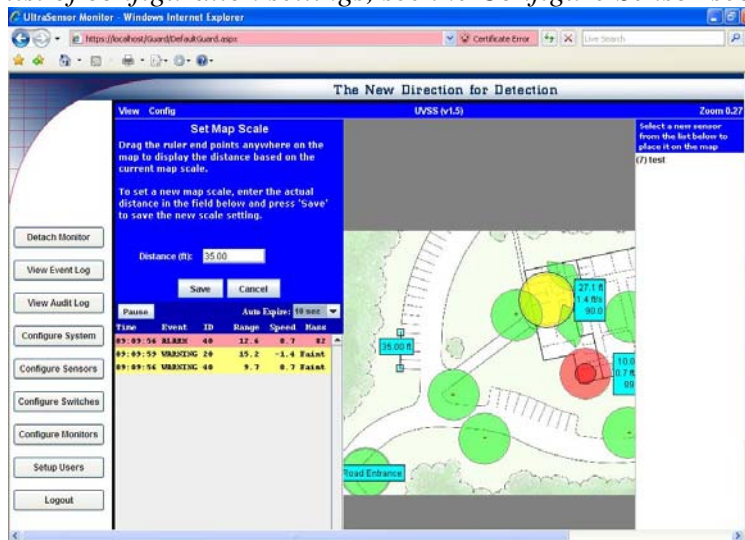 UltraSensor Monitor - Windows Internet Explorer
https://localhost/Guard/DefaultGuard.aspx
Certificate Error
Live Search
The New Direction for Detection
View Config
UVSS (v1.5)
Zoom 0.27
Set Map Scale
Drag the ruler end points anywhere on the
map to display the distance based on the
current map scale.
To set a new map scale, enter the actual
distance in the field below and press 'Save'
to save the new scale setting.
Distance (ft): 35.00
Save Cancel
Pause Auto Expire: 10 sec
Time Event ID Range Speed Mass
09:09:56 ALARM 40 12.6 0.7 82
09:09:59 WARNING 20 15.2 -1.4 Faint
09:09:56 WARNING 40 9.7 0.7 Faint
Detach Monitor
View Event Log
View Audit Log
Configure System
Configure Sensors
Configure Switches
Configure Monitors
Setup Users
Logout
35.00 ft
27.1 ft
1.4 ft/s
90.0
10.0
0.7 ft
99
Road Entrance
Select a new sensor
from the list below to
place it on the map
(7) test